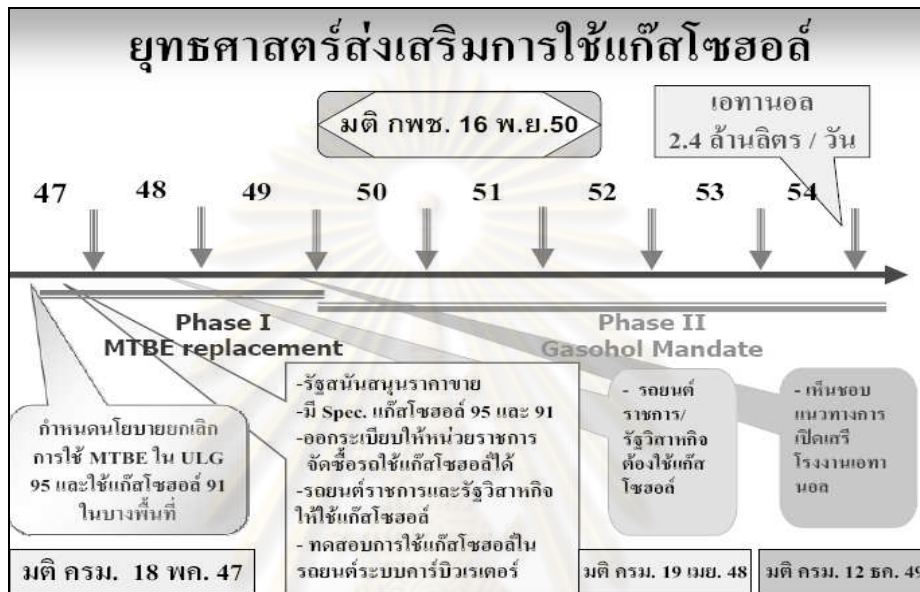 ยุทธศาสตร์ส่งเสริมการใช้แก๊สโซฮอล์
มติ กพช. 16 พ.ย.50
เอทานอล
2.4 ล้านลิตร / วัน
47 48 49 50 51 52 53 54
Phase I
MTBE replacement
Phase II
Gasohol Mandate
กำหนดนโยบายยกเลิก
การใช้ MTBE ใน ULG
95 และใช้แก๊สโซฮอล์ 91
ในบางพื้นที่
มติ ครม. 18 พค. 47
-รัฐสนันสนุนราคาขาย
-มี Spec. แก๊สโซฮอล์ 95 และ 91
-ออกระเบียบให้หน่วยราชการ
จัดซื้อรถใช้แก๊สโซฮอล์ได้
-รถยนต์ราชการและรัฐวิสาหกิจ
ให้ใช้แก๊สโซฮอล์
- ทดสอบการใช้แก๊สโซฮอล์ใน
รถยนต์ระบบคาร์บิวเรเตอร์
- รถยนต์
ราชการ/
รัฐวิสาหกิจ
ต้องใช้แก๊ส
โซฮอล์
มติ ครม. 19 เมย. 48
- เห็นชอบ
แนวทางการ
เปิดเสรี
โรงงานเอทา
นอล
มติ ครม. 12 ธค. 49